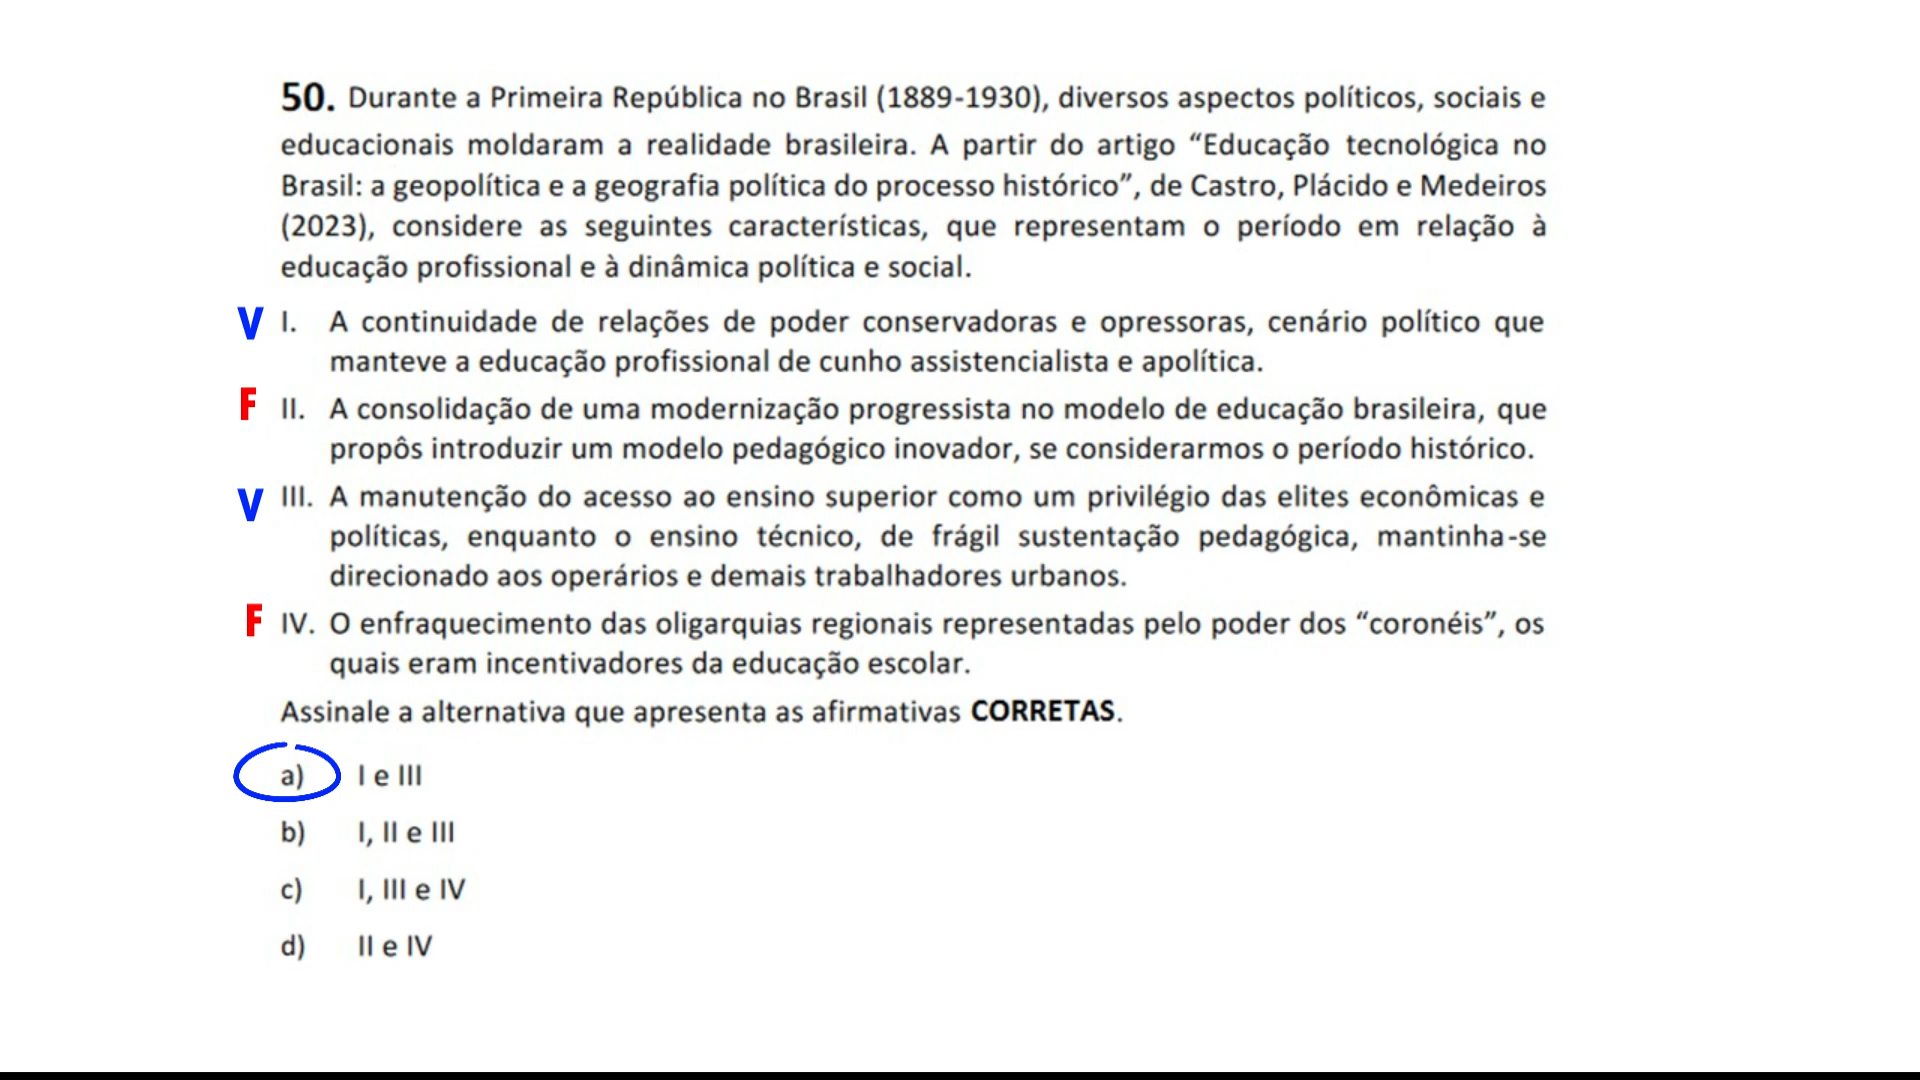 50. Durante a Primeira República no Brasil (1889-1930), diversos aspectos políticos, sociais e
educacionais moldaram a realidade brasileira. A partir do artigo “Educação tecnológica no
Brasil: a geopolítica e a geografia política do processo histórico”, de Castro, Plácido e Medeiros
(2023), considere as seguintes características, que representam o período em relação à
educação profissional e à dinâmica política e social.
V I. A continuidade de relações de poder conservadoras e opressoras, cenário político que
manteve a educação profissional de cunho assistencialista e apolítica.
F II. A consolidação de uma modernização progressista no modelo de educação brasileira, que
propôs introduzir um modelo pedagógico inovador, se considerarmos o período histórico.
V III. A manutenção do acesso ao ensino superior como um privilégio das elites econômicas e
políticas, enquanto o ensino técnico, de frágil sustentação pedagógica, mantinha-se
direcionado aos operários e demais trabalhadores urbanos.
F IV. O enfraquecimento das oligarquias regionais representadas pelo poder dos “coronéis”, os
quais eram incentivadores da educação escolar.
Assinale a alternativa que apresenta as afirmativas CORRETAS.
a) I e III
b) I, II e III
c) I, III e IV
d) II e IV